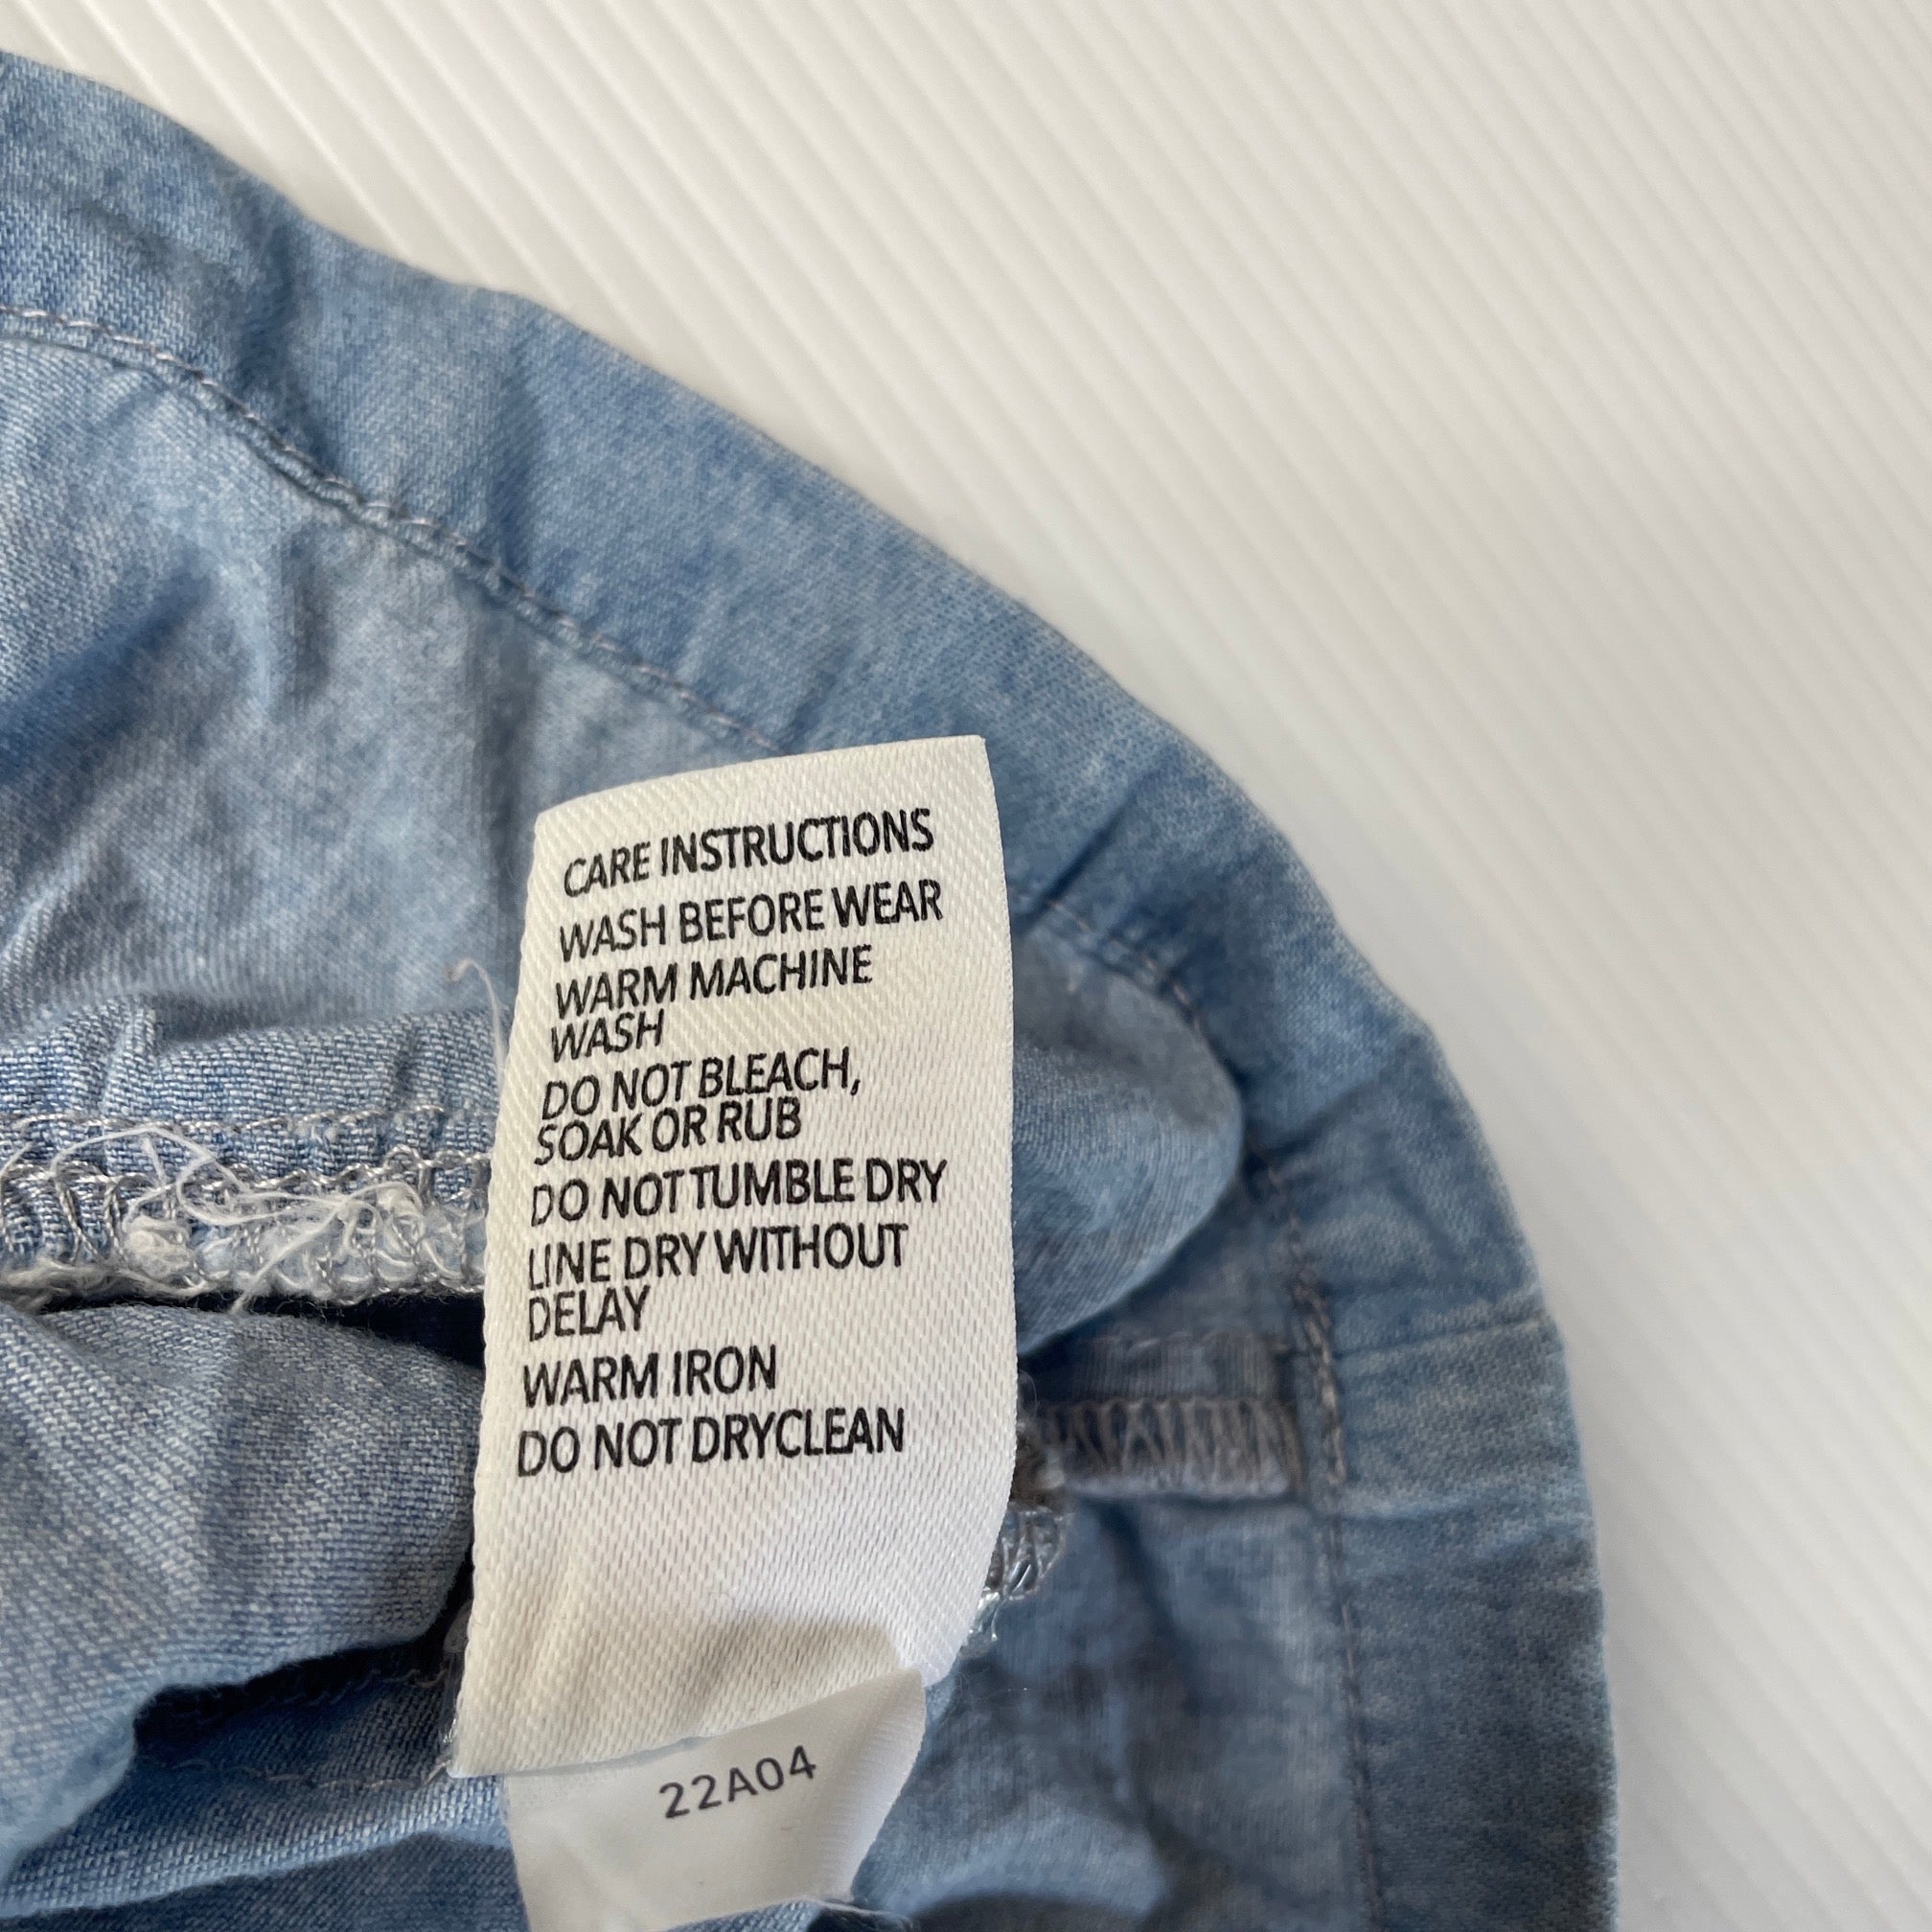 CARE INSTRUCTIONS
WASH BEFORE WEAR
WARM MACHINE
WASH
DO NOT BLEACH,
SOAK OR RUB
DO NOT TUMBLE DRY
LINE DRY WITHOUT
DELAY
WARM IRON
DO NOT DRYCLEAN
22A04